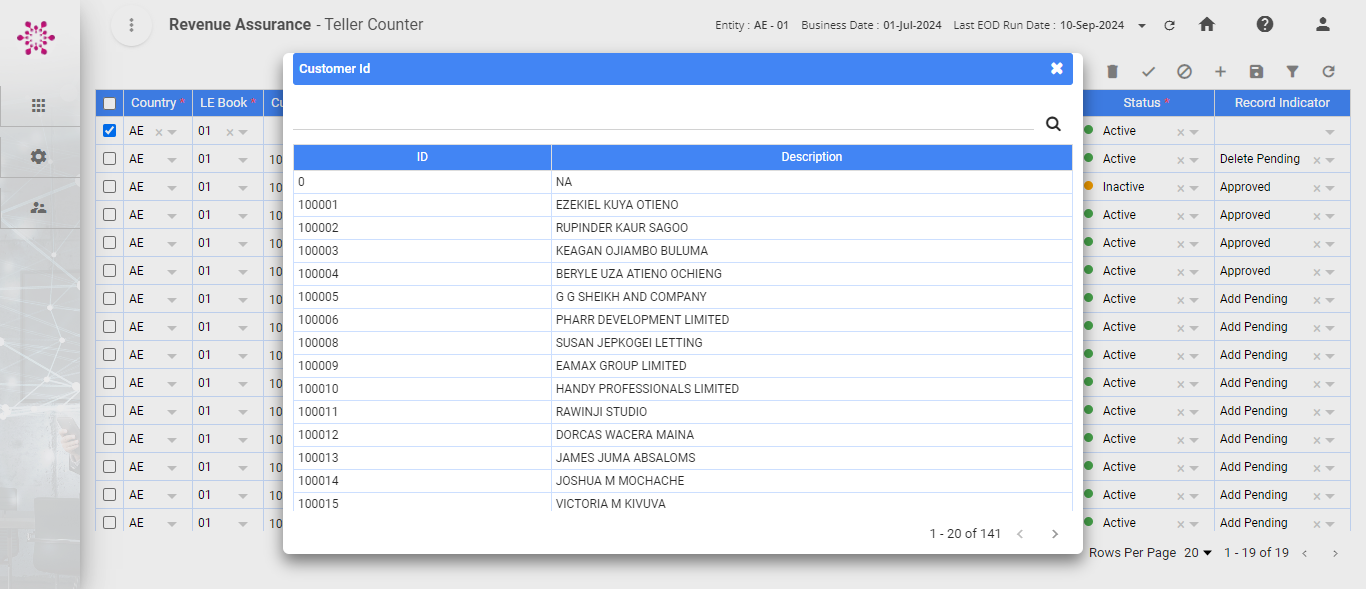 Revenue Assurance - Teller Counter
Entity : AE - 01 Business Date : 01-Jul-2024 Last EOD Run Date : 10-Sep-2024
Customer Id
Country * LE Book * Cu Status * Record Indicator
ID Description
AE 01 Active
AE 01 10 Active Delete Pending
AE 01 10 Inactive Approved
AE 01 10 Active Approved
AE 01 10 Active Approved
AE 01 10 Active Approved
AE 01 10 Active Add Pending
AE 01 10 Active Add Pending
AE 01 10 Active Add Pending
AE 01 10 Active Add Pending
AE 01 10 Active Add Pending
AE 01 10 Active Add Pending
AE 01 10 Active Add Pending
AE 01 10 Active Add Pending
AE 01 10 Active Add Pending
0 NA
100001 EZEKIEL KUYA OTIENO
100002 RUPINDER KAUR SAGOO
100003 KEAGAN OJIAMBO BULUMA
100004 BERYLE UZA ATIENO OCHIENG
100005 G G SHEIKH AND COMPANY
100006 PHARR DEVELOPMENT LIMITED
100008 SUSAN JEPKOGEI LETTING
100009 EAMAX GROUP LIMITED
100010 HANDY PROFESSIONALS LIMITED
100011 RAWINJI STUDIO
100012 DORCAS WACERA MAINA
100013 JAMES JUMA ABSALOMS
100014 JOSHUA M MOCHACHE
100015 VICTORIA M KIVUVA
1 - 20 of 141
Rows Per Page 20 1 - 19 of 19